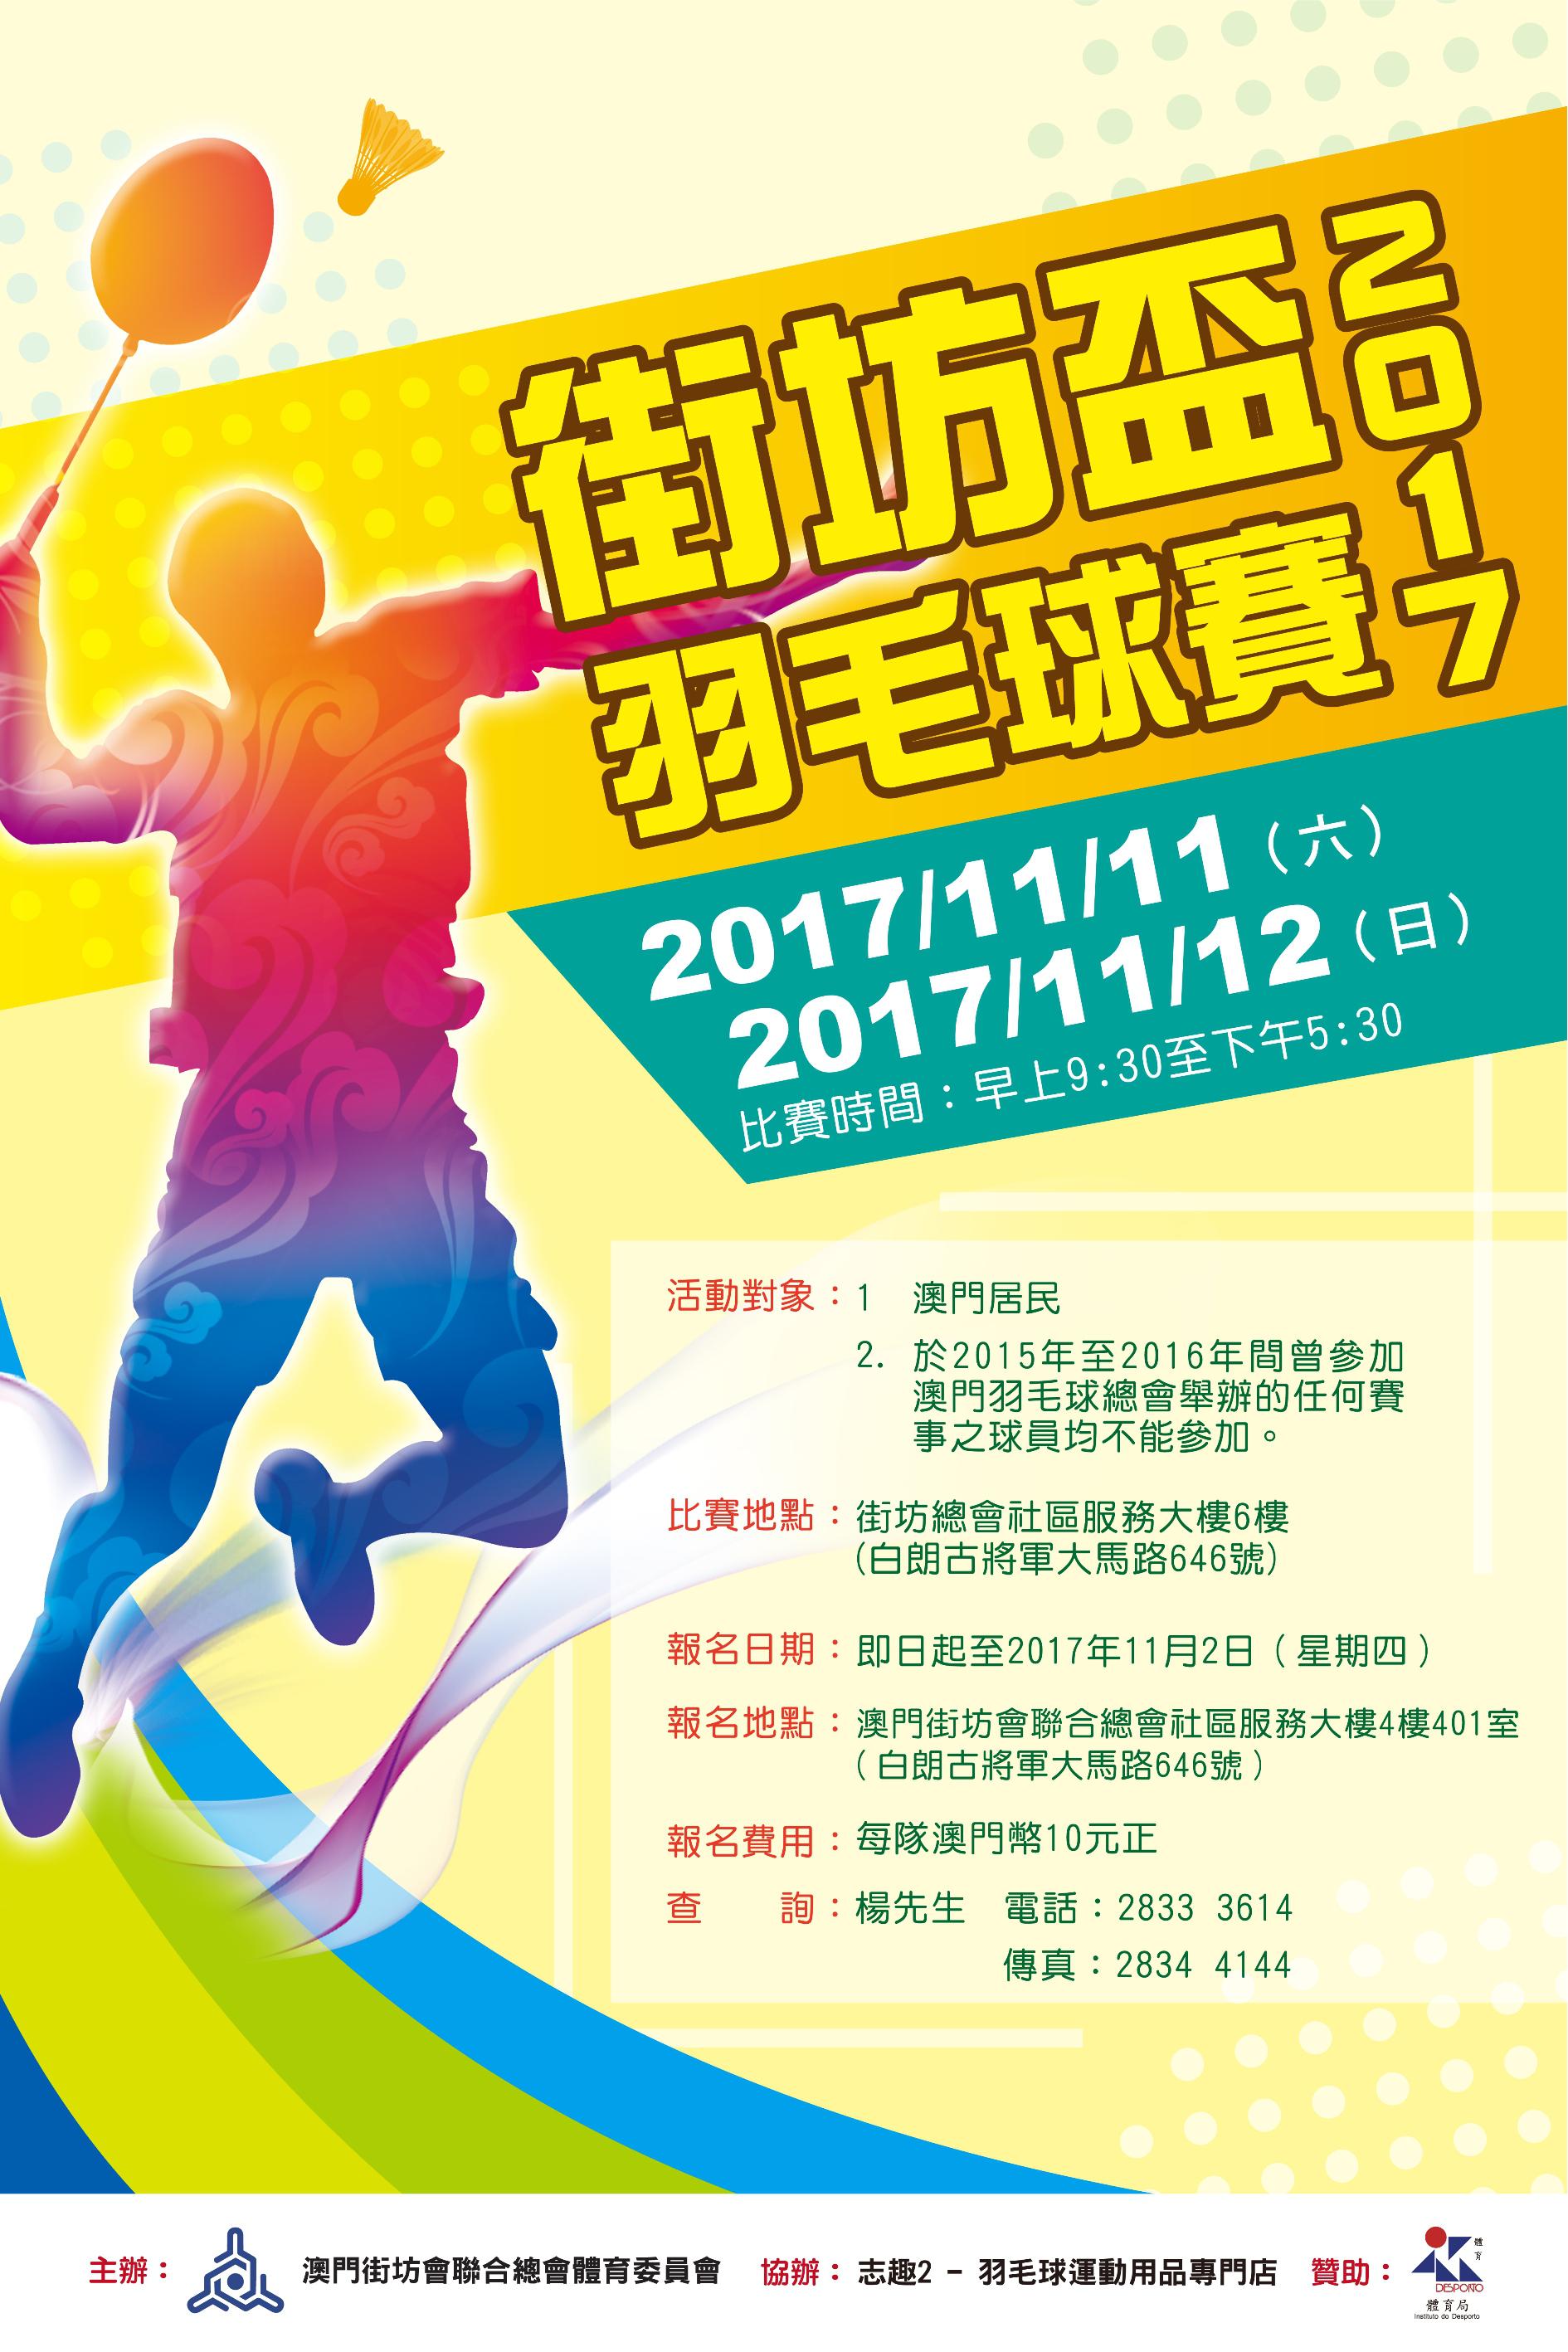 街坊盃
羽毛球賽
2017
2017/11/11（六）
2017/11/12（日）
比賽時間：早上9:30至下午5:30
活動對象：1 澳門居民
2. 於2015年至2016年間曾參加
澳門羽毛球總會舉辦的任何賽
事之球員均不能參加。
比賽地點：街坊總會社區服務大樓6樓
(白朗古將軍大馬路646號)
報名日期：即日起至2017年11月2日（星期四）
報名地點：澳門街坊會聯合總會社區服務大樓4樓401室
（白朗古將軍大馬路646號）
報名費用：每隊澳門幣10元正
查　詢：楊先生 電話：2833 3614
傳真：2834 4144
主辦：澳門街坊會聯合總會體育委員會 協辦：志趣2 - 羽毛球運動用品專門店 贊助：
體育
DESPORTO
體育局
Instituto do Desporto